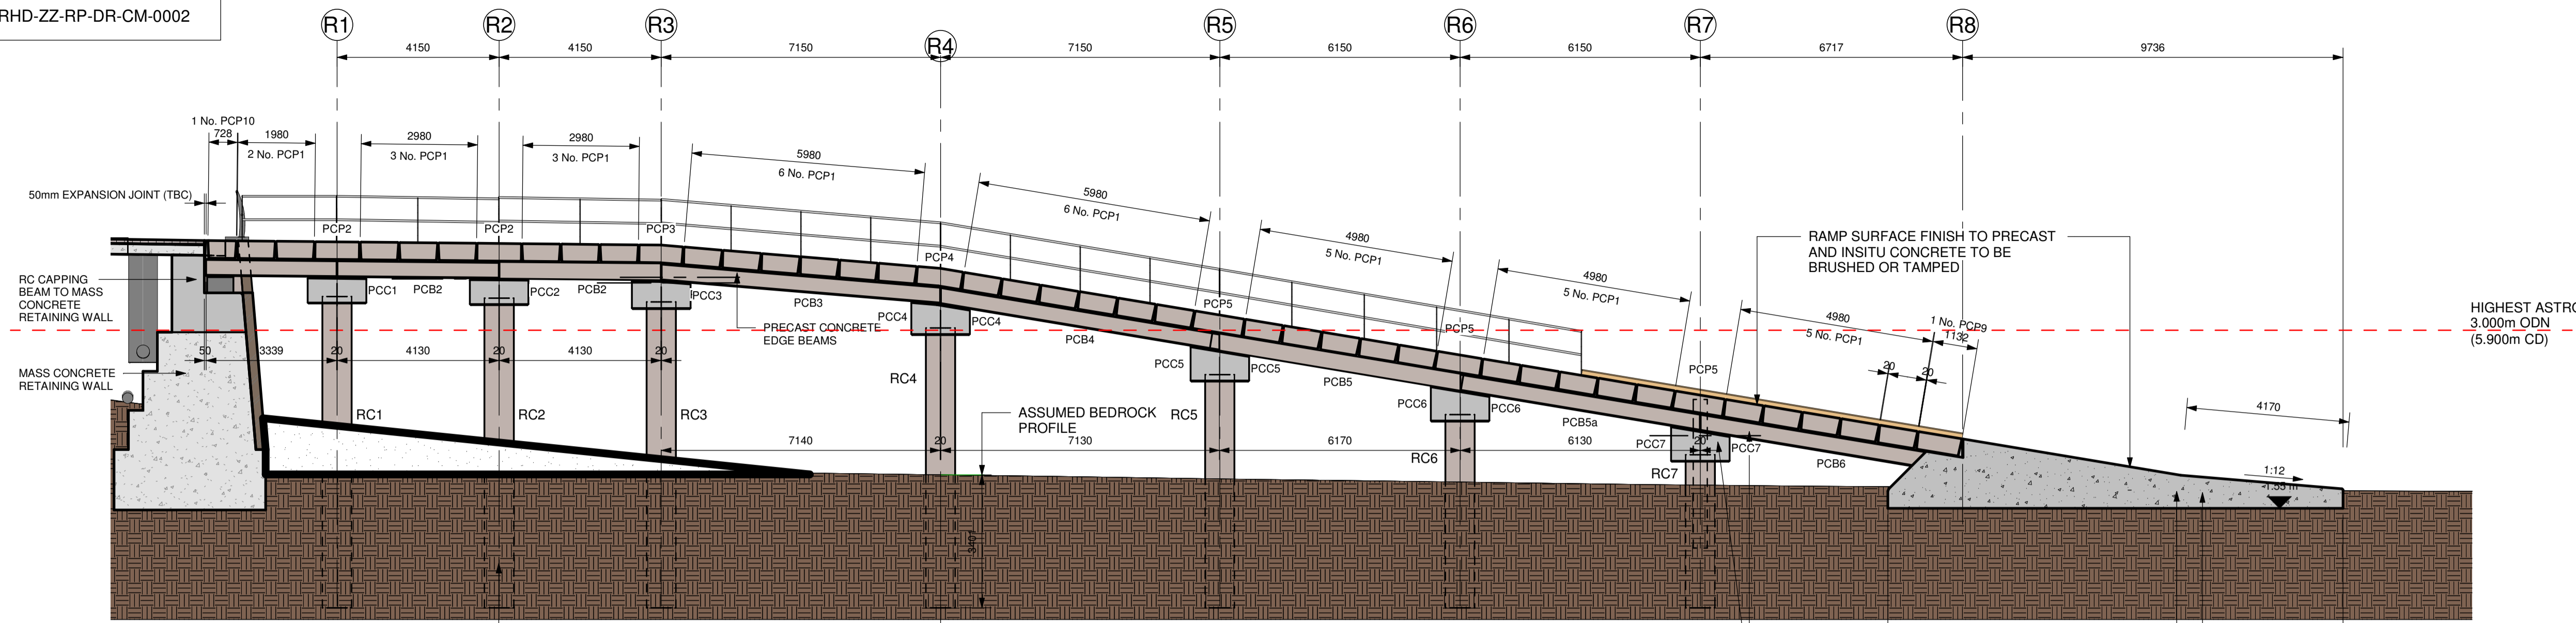 RHD-ZZ-RP-DR-CM-0002
R1
R2
R3
R4
R5
R6
R7
R8
4150
4150
7150
7150
6150
6150
6717
9736
1 No. PCP10
728
1980
2 No. PCP1
2980
3 No. PCP1
2980
3 No. PCP1
5980
6 No. PCP1
5980
6 No. PCP1
4980
5 No. PCP1
4980
5 No. PCP1
4980
5 No. PCP1
1 No. PCP9
1132
20
20
4170
50mm EXPANSION JOINT (TBC)
PCP2
PCP2
PCP3
PCP4
PCP5
PCP5
PCP5
RAMP SURFACE FINISH TO PRECAST
AND INSITU CONCRETE TO BE
BRUSHED OR TAMPED
RC CAPPING
BEAM TO MASS
CONCRETE
RETAINING WALL
PCC1
PCB2
PCC2
PCB2
PCC3
PCB3
PCC4
PCC4
PCB4
PCC5
PCC5
PCB5
PCC6
PCC6
PCB5a
PCC7
PCC7
PCB6
PRECAST CONCRETE
EDGE BEAMS
HIGHEST ASTRO
3.000m ODN
(5.900m CD)
MASS CONCRETE
RETAINING WALL
50
3339
20
4130
20
4130
20
RC1
RC2
RC3
RC4
RC5
RC6
RC7
ASSUMED BEDROCK
PROFILE
7140
20
7130
6170
6130
20
3401
1:12
-1.55 m